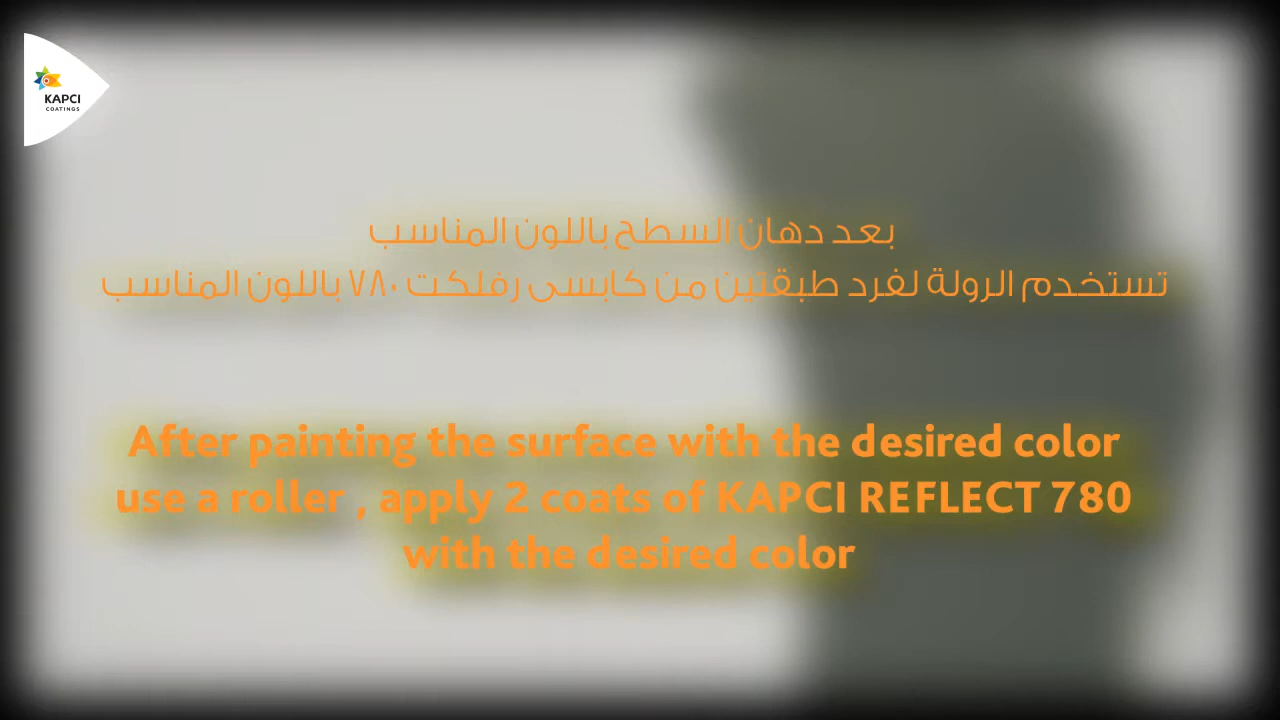 KAPCI
COATINGS
بعد دهان السطح باللون المناسب
تستخدم الرولة لفرد طبقتين من كابسى رفلكت ٧٨٠ باللون المناسب
After painting the surface with the desired color
use a roller , apply 2 coats of KAPCI REFLECT 780
with the desired color